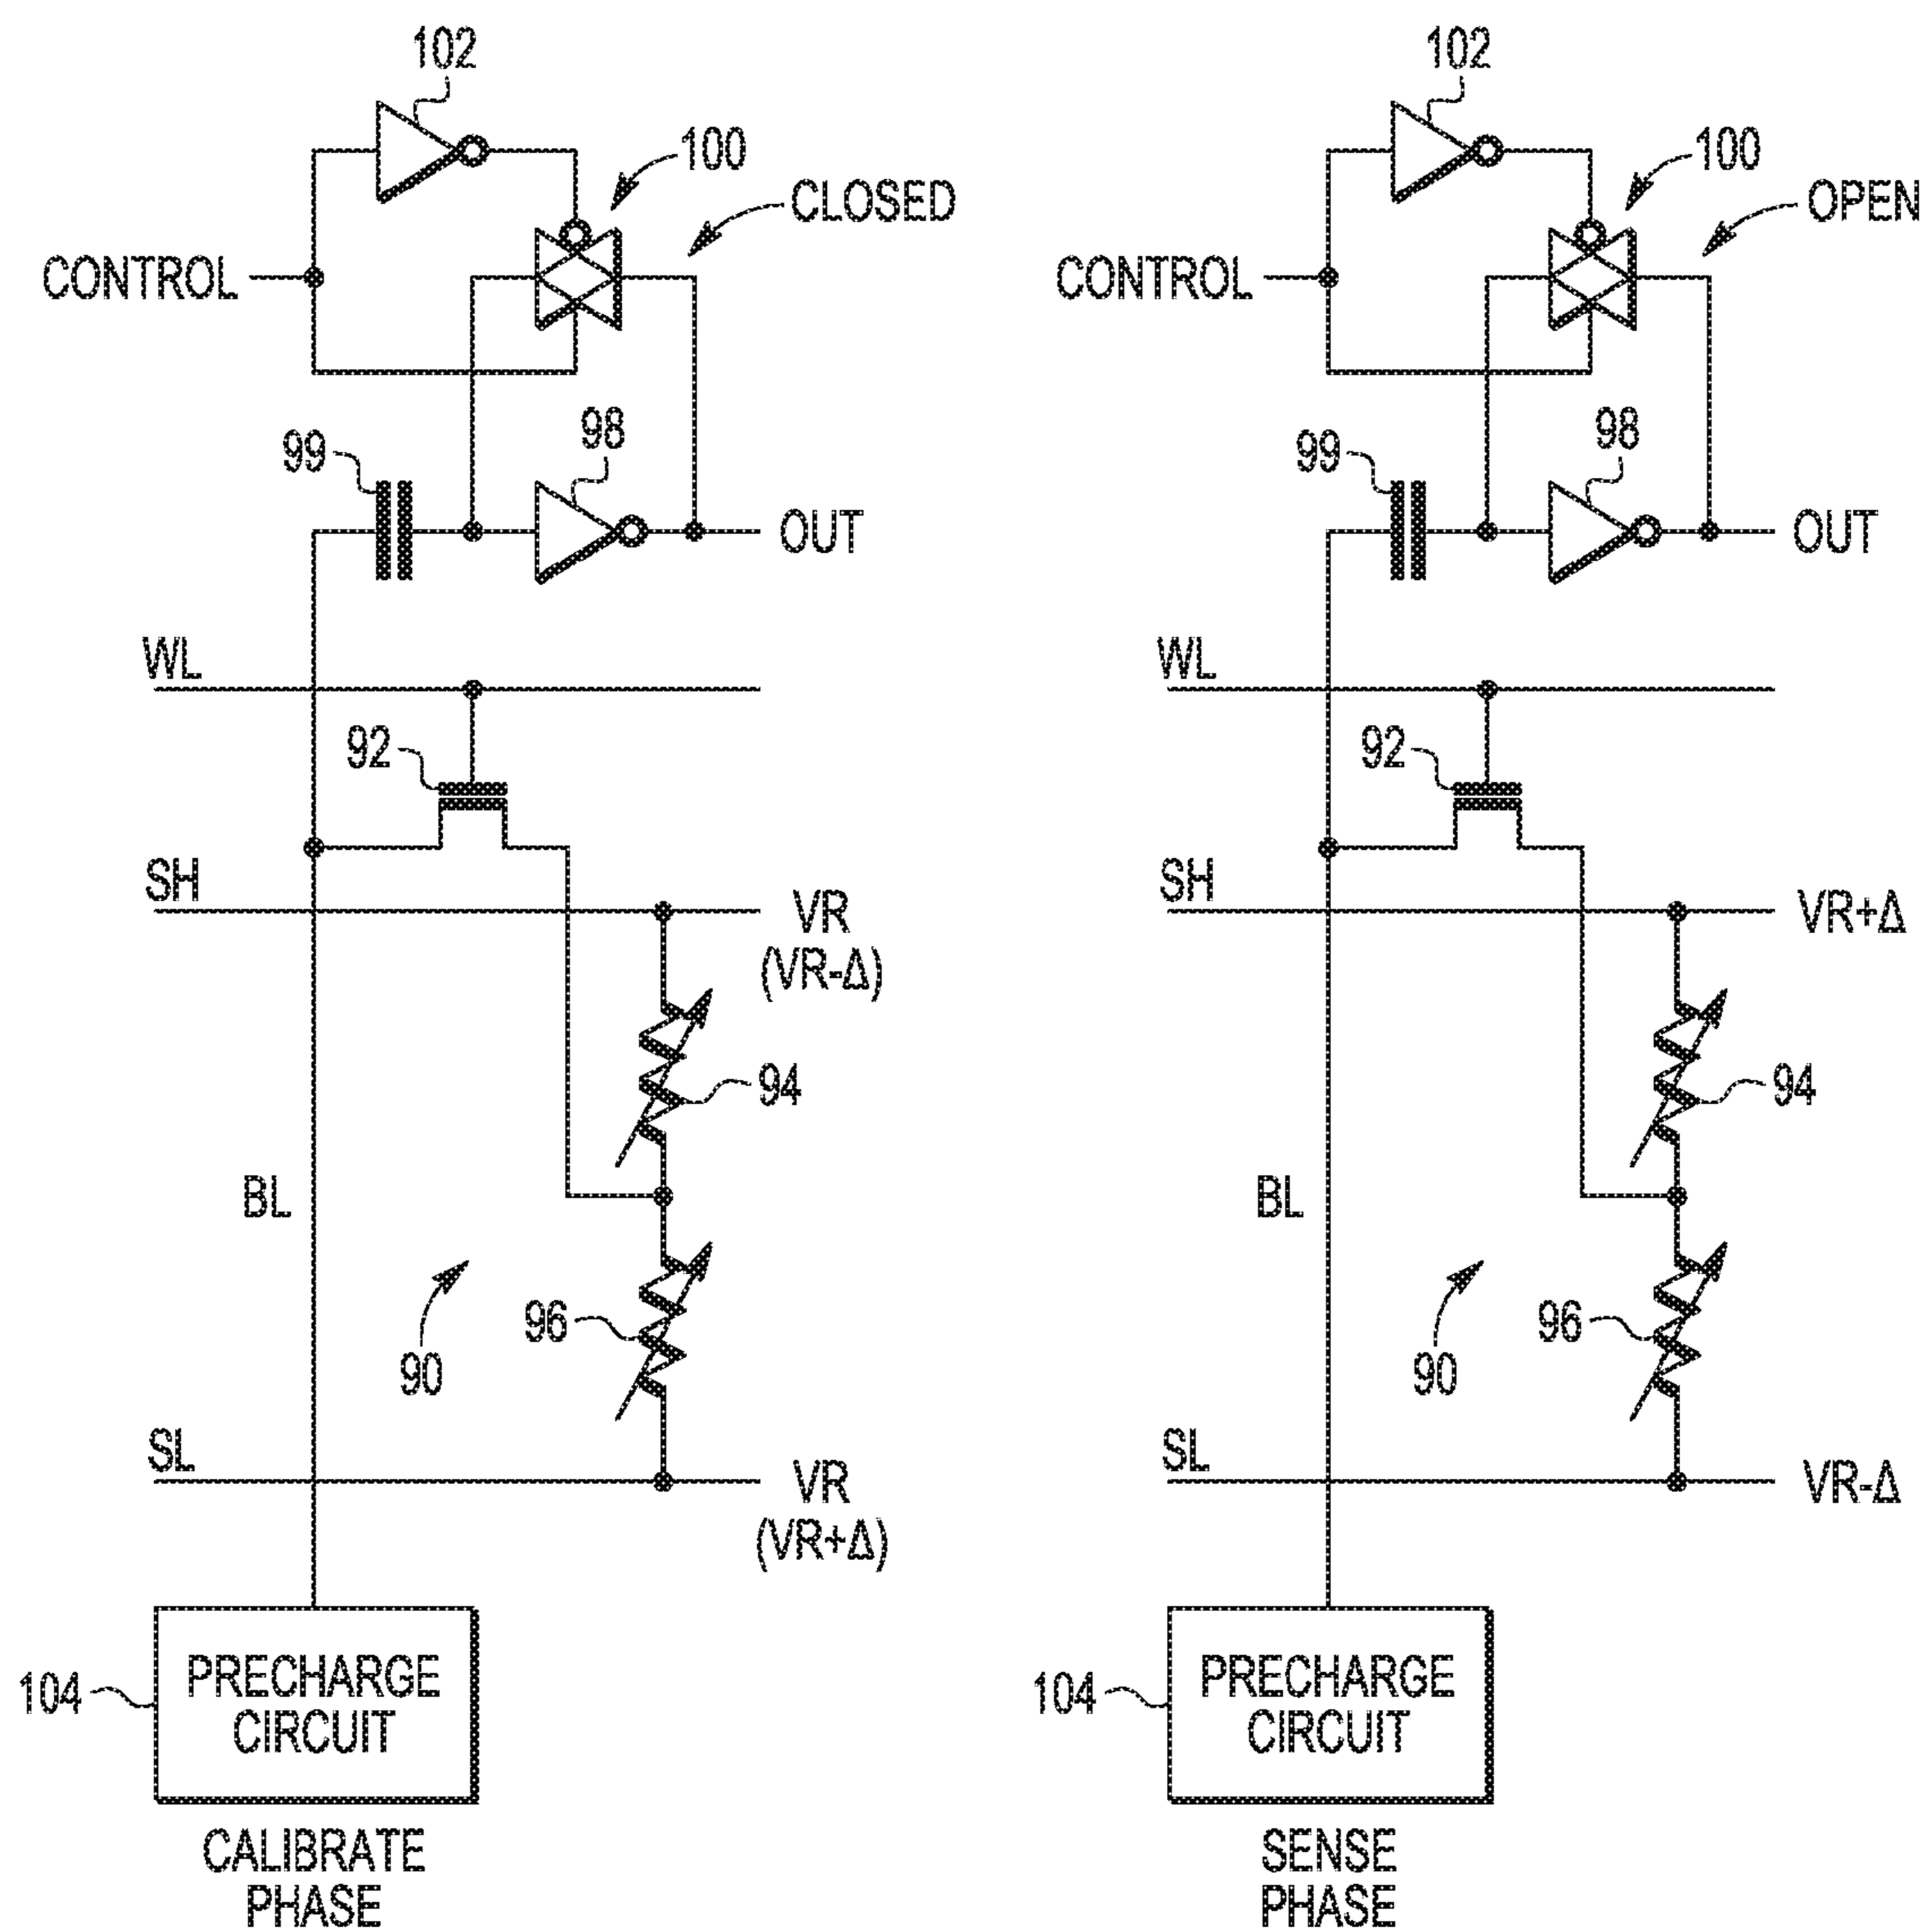 102
100
CLOSED
CONTROL
98
99
OUT
WL
92
SH
VR
(VR-Δ)
94
BL
96
90
SL
VR
(VR+Δ)
104
PRECHARGE
CIRCUIT
CALIBRATE
PHASE
102
100
OPEN
CONTROL
98
99
OUT
WL
92
SH
VR+Δ
94
BL
96
90
SL
VR-Δ
104
PRECHARGE
CIRCUIT
SENSE
PHASE